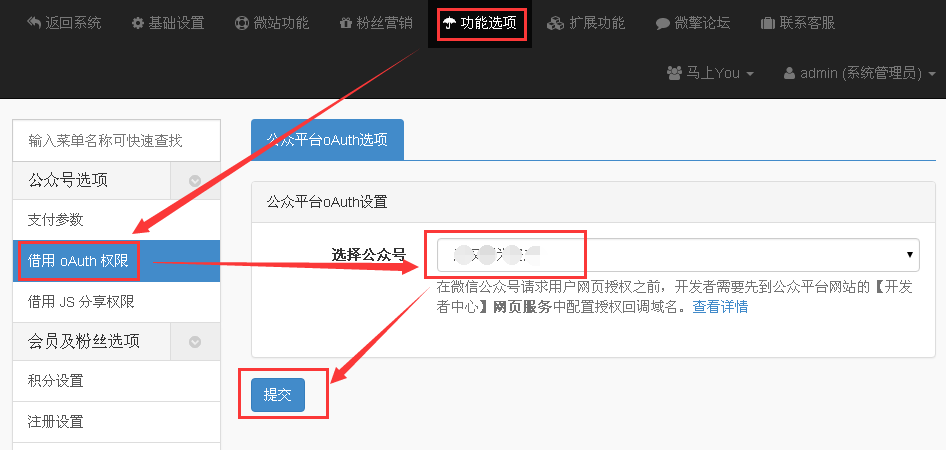 返回系统 基础设置 微站功能 粉丝营销 功能选项 扩展功能 微擎论坛 联系客服
马上You admin (系统管理员)
输入菜单名称可快速查找
公众平台oAuth选项
公众号选项
支付参数
借用 oAuth 权限
借用 JS 分享权限
会员及粉丝选项
积分设置
注册设置
公众平台oAuth设置
选择公众号
在微信公众号请求用户网页授权之前，开发者需要先到公众平台网站的【开发
者中心】网页服务中配置授权回调域名。查看详情
提交